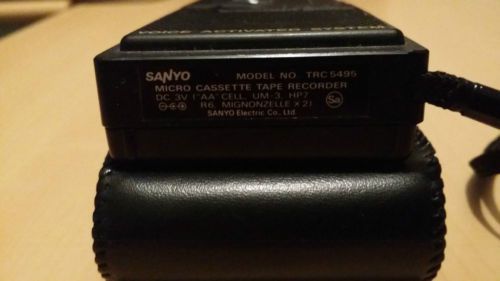 VOICE ACTIVATED SYSTEM
SANYO MODEL NO. TRC 5495
MICRO CASSETTE TAPE RECORDER
DC 3V ("AA" CELL, UM-3, HP7
R6, MIGNONZELLE × 2)
Sa
SANYO Electric Co., Ltd